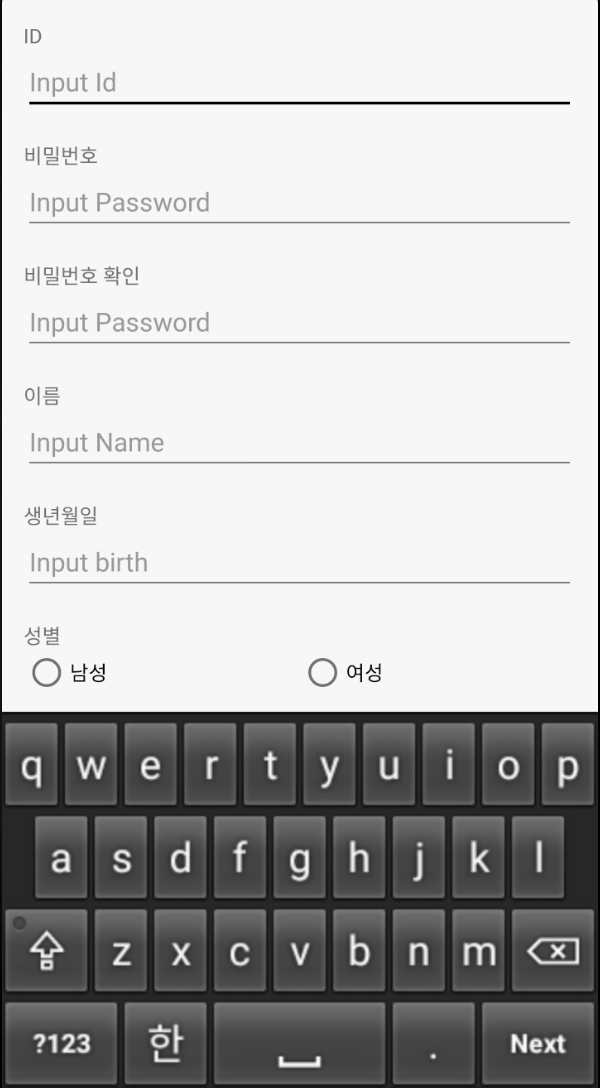 ID
Input Id
비밀번호
Input Password
비밀번호 확인
Input Password
이름
Input Name
생년월일
Input birth
성별
남성 여성
q w e r t y u i o p
a s d f g h j k l
z x c v b n m
?123 한 . Next